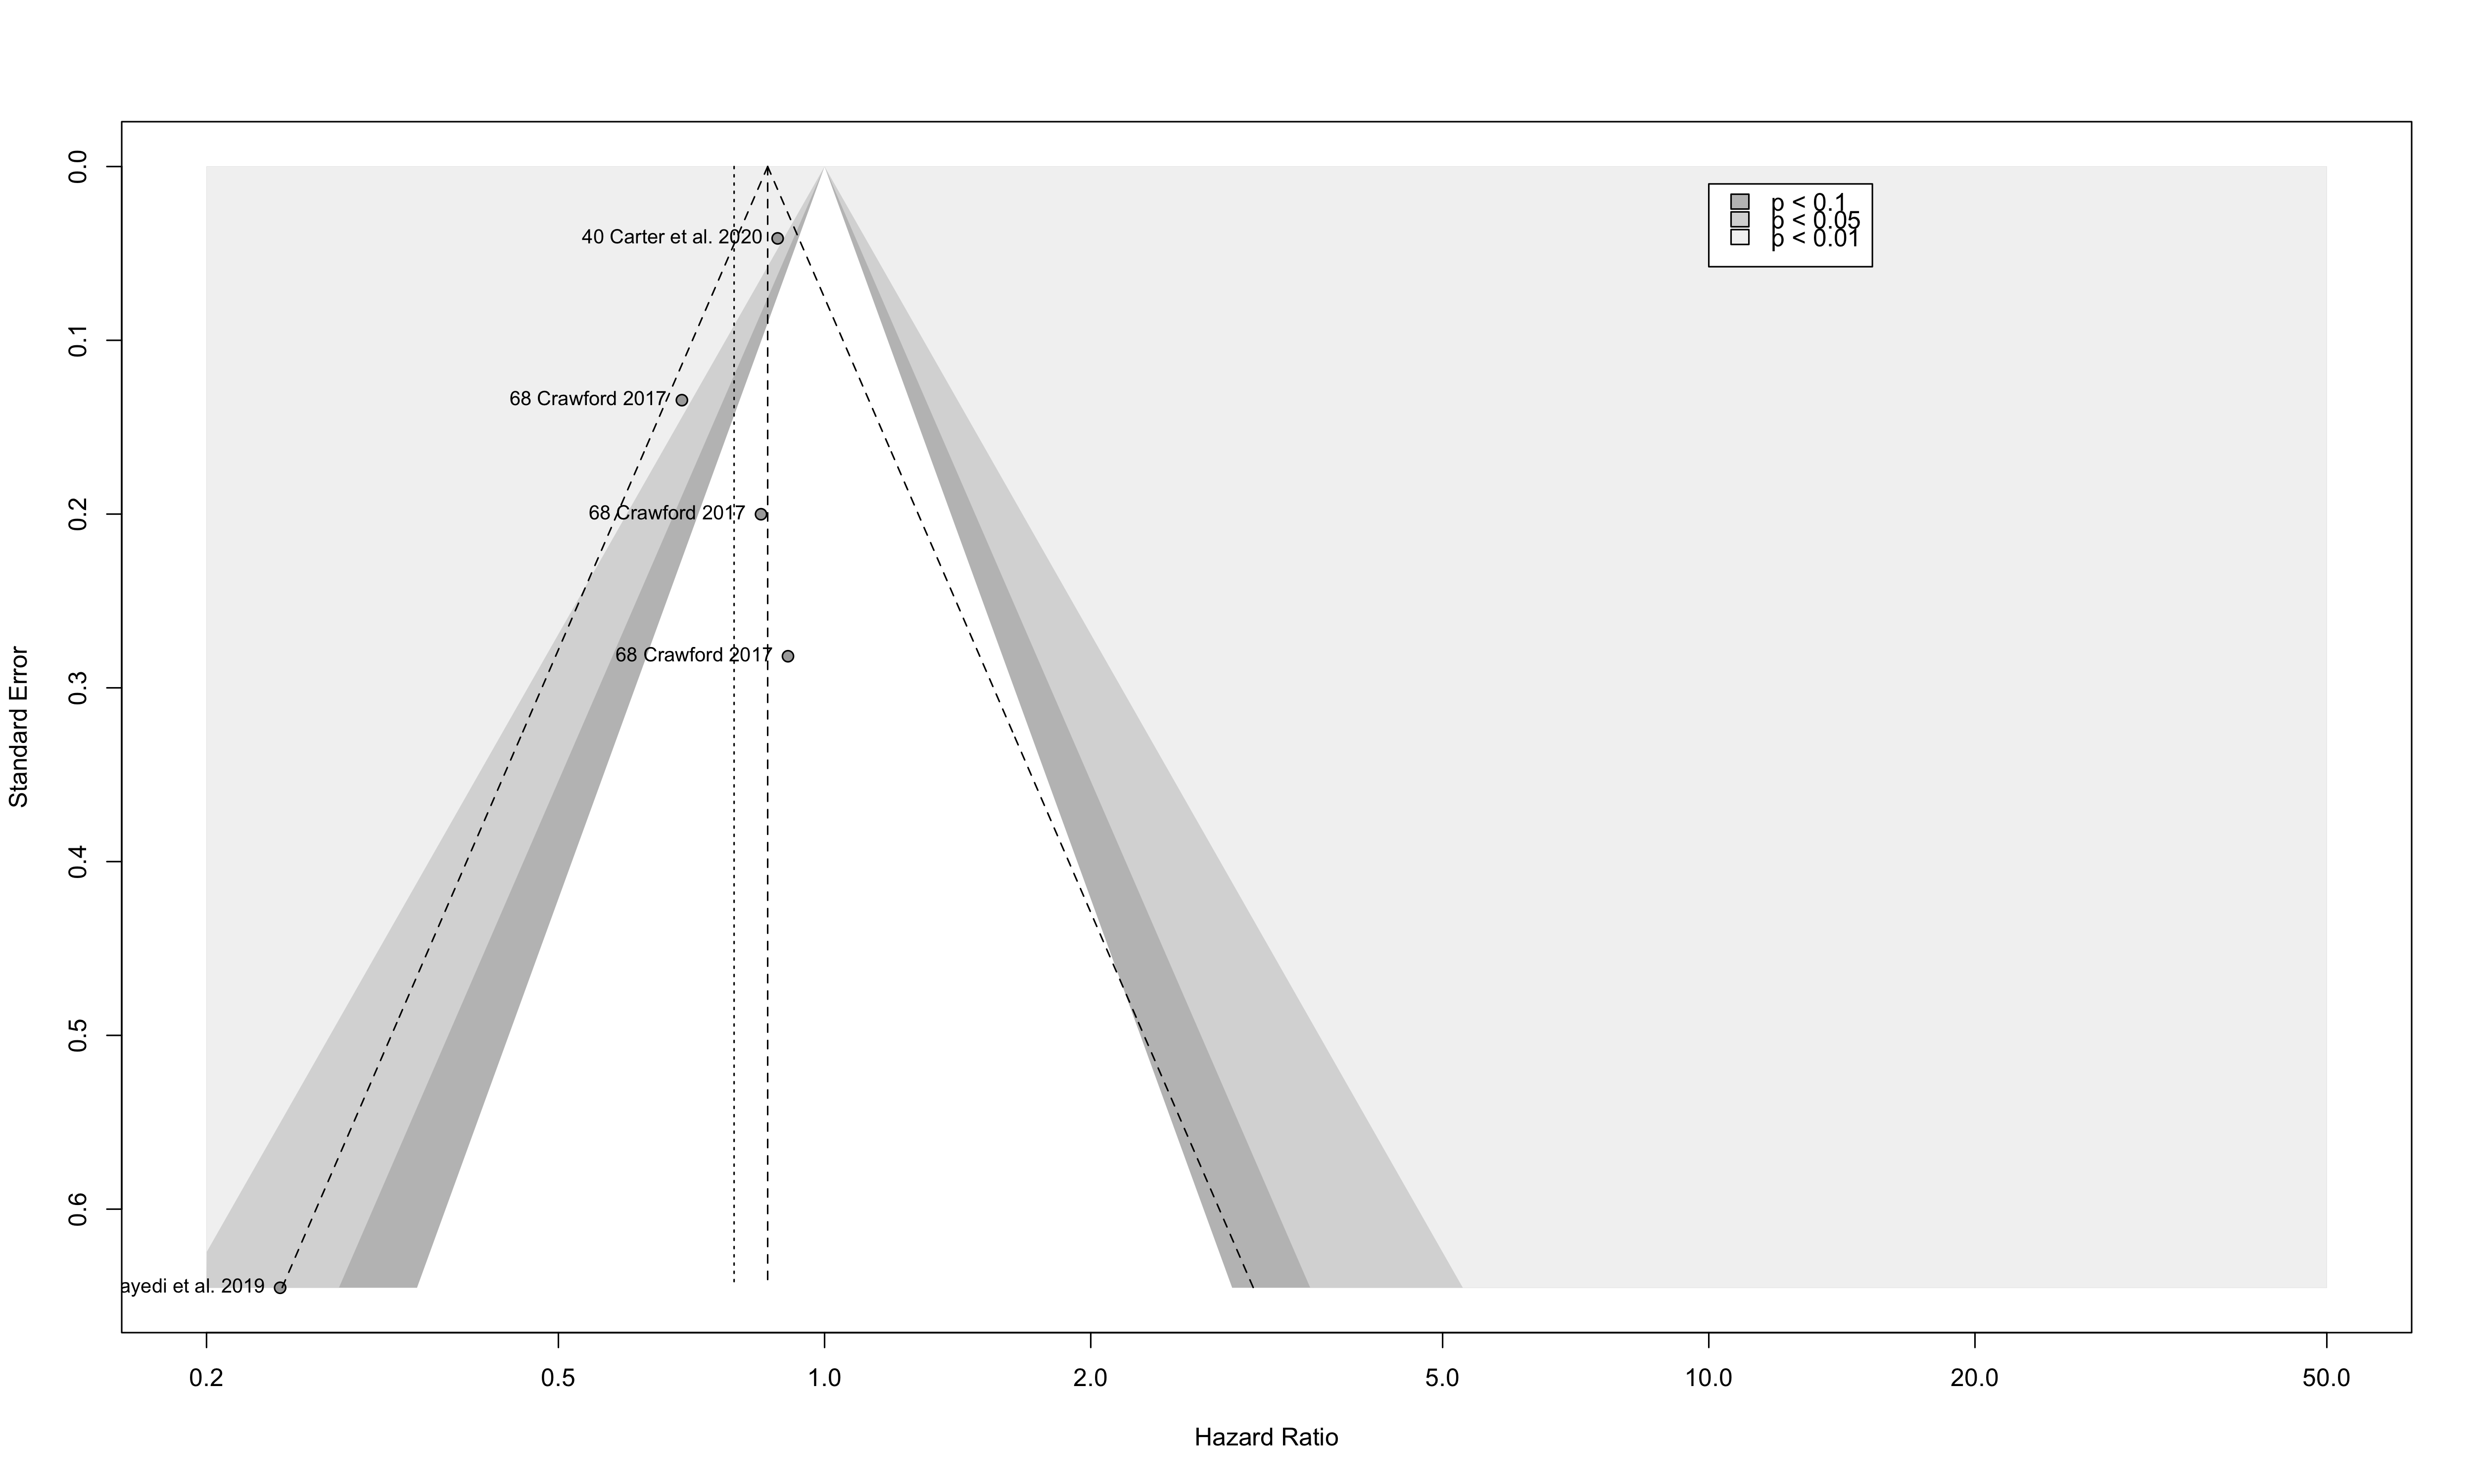 0.0
0.1
0.2
0.3
0.4
0.5
0.6
Standard Error
p < 0.1
p < 0.05
p < 0.01
40 Carter et al. 2020
68 Crawford 2017
68 Crawford 2017
68 Crawford 2017
ayedi et al. 2019
0.2 0.5 1.0 2.0 5.0 10.0 20.0 50.0
Hazard Ratio